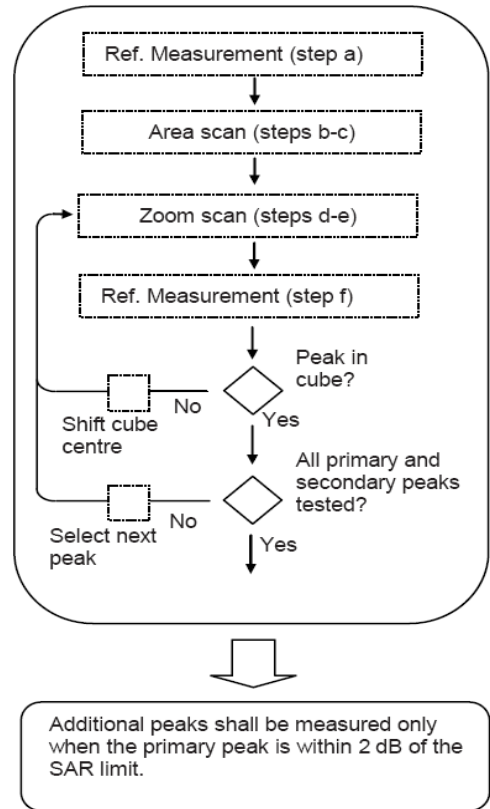 Ref. Measurement (step a)
Area scan (steps b-c)
Zoom scan (steps d-e)
Ref. Measurement (step f)
Peak in
cube?
No
Yes
Shift cube
centre
All primary and
secondary peaks
tested?
No
Yes
Select next
peak
Additional peaks shall be measured only
when the primary peak is within 2 dB of the
SAR limit.